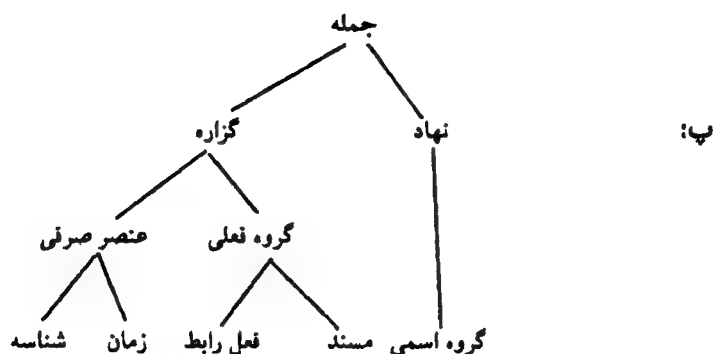 جمله
پ: نهاد گزاره
گروه فعلی عنصر صرفی
گروه اسمی مسند فعل رابط زمان شناسه